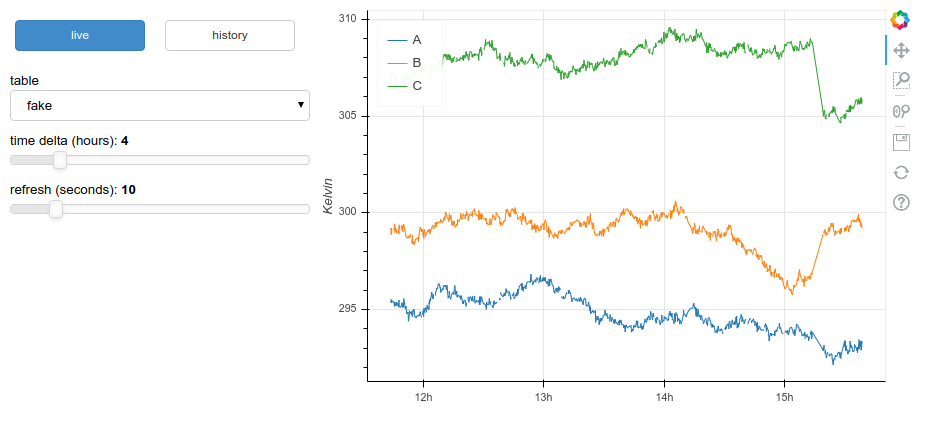 live
history
table
fake
time delta (hours): 4
refresh (seconds): 10
Kelvin
310
305
300
295
A
B
C
12h
13h
14h
15h